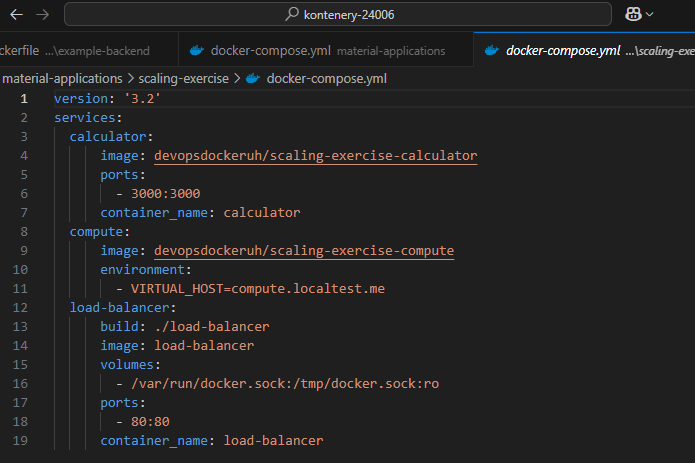 kontenery-24006
ckerfile ...\example-backend
docker-compose.yml material-applications
docker-compose.yml ...\scaling-exe
material-applications > scaling-exercise > docker-compose.yml
1 version: '3.2'
2 services:
3 calculator:
4 image: devopsdockeruh/scaling-exercise-calculator
5 ports:
6 - 3000:3000
7 container_name: calculator
8 compute:
9 image: devopsdockeruh/scaling-exercise-compute
10 environment:
11 - VIRTUAL_HOST=compute.localtest.me
12 load-balancer:
13 build: ./load-balancer
14 image: load-balancer
15 volumes:
16 - /var/run/docker.sock:/tmp/docker.sock:ro
17 ports:
18 - 80:80
19 container_name: load-balancer